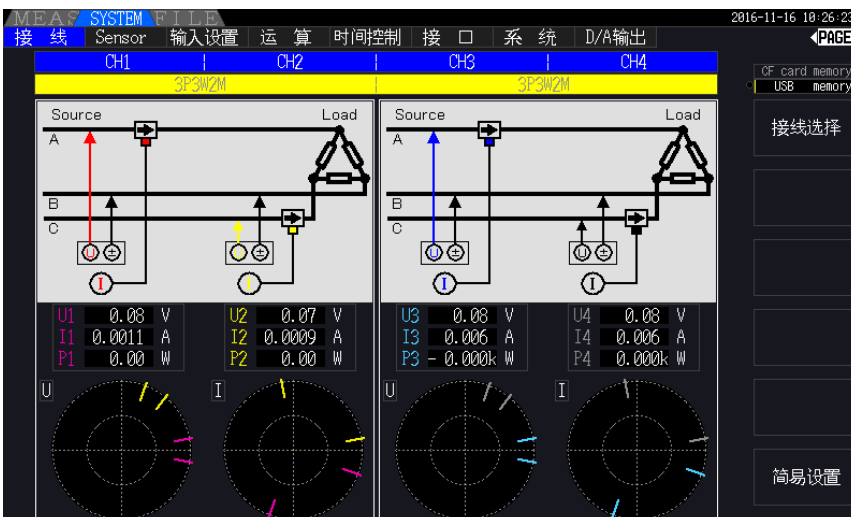 MEAS SYSTEM FILE 2016-11-16 10:26:23
接 线 Sensor 输入设置 运 算 时间控制 接 口 系 统 D/A输出 PAGE
CH1 CH2 CH3 CH4
3P3W2M 3P3W2M
CF card memory
USB memory
接线选择
Source Load Source Load
A A
B B
C C
U ± U ± U ± U ±
I I I I
U1 0.08 V U2 0.07 V U3 0.08 V U4 0.08 V
I1 0.0011 A I2 0.0009 A I3 0.006 A I4 0.006 A
P1 0.00 W P2 0.00 W P3 - 0.000k W P4 0.000k W
U I U I
简易设置